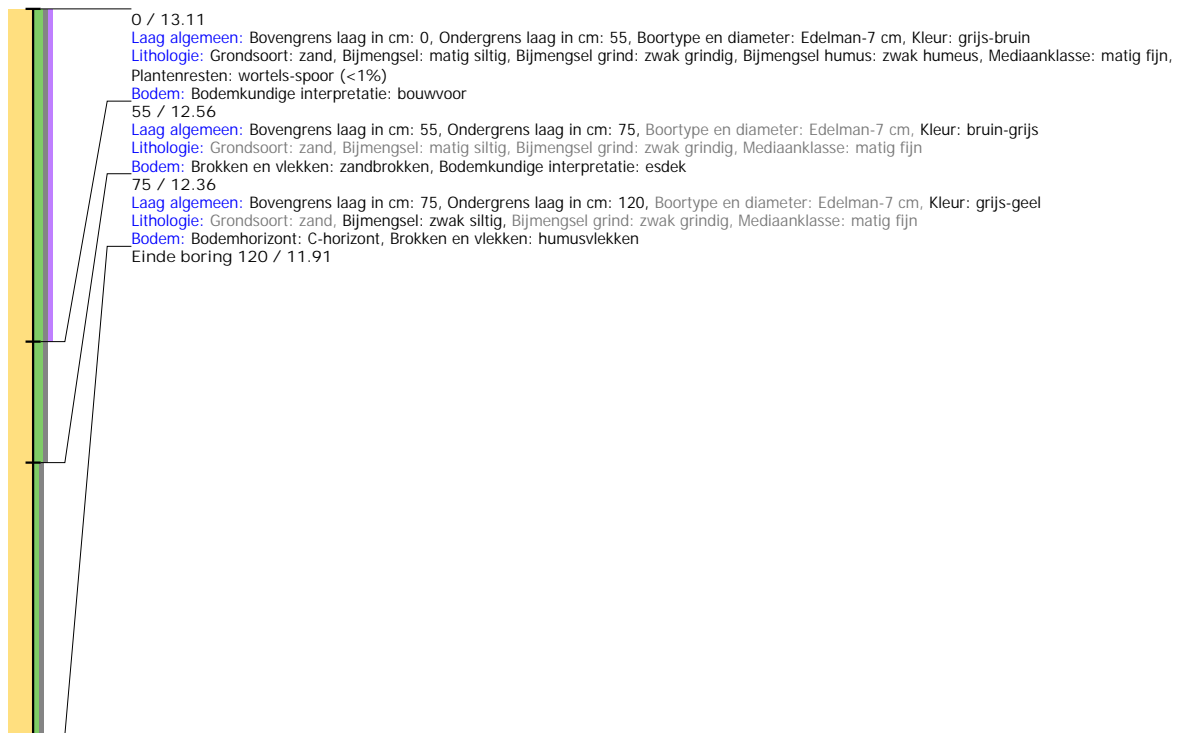 0 / 13.11
Laag algemeen: Bovengrens laag in cm: 0, Ondergrens laag in cm: 55, Boortype en diameter: Edelman-7 cm, Kleur: grijs-bruin
Lithologie: Grondsoort: zand, Bijmengsel: matig siltig, Bijmengsel grind: zwak grindig, Bijmengsel humus: zwak humeus, Mediaanklasse: matig fijn,
Plantenresten: wortels-spoor (<1%)
Bodem: Bodemkundige interpretatie: bouwvoor
55 / 12.56
Laag algemeen: Bovengrens laag in cm: 55, Ondergrens laag in cm: 75, Boortype en diameter: Edelman-7 cm, Kleur: bruin-grijs
Lithologie: Grondsoort: zand, Bijmengsel: matig siltig, Bijmengsel grind: zwak grindig, Mediaanklasse: matig fijn
Bodem: Brokken en vlekken: zandbrokken, Bodemkundige interpretatie: esdek
75 / 12.36
Laag algemeen: Bovengrens laag in cm: 75, Ondergrens laag in cm: 120, Boortype en diameter: Edelman-7 cm, Kleur: grijs-geel
Lithologie: Grondsoort: zand, Bijmengsel: zwak siltig, Bijmengsel grind: zwak grindig, Mediaanklasse: matig fijn
Bodem: Bodemhorizont: C-horizont, Brokken en vlekken: humusvlekken
Einde boring 120 / 11.91